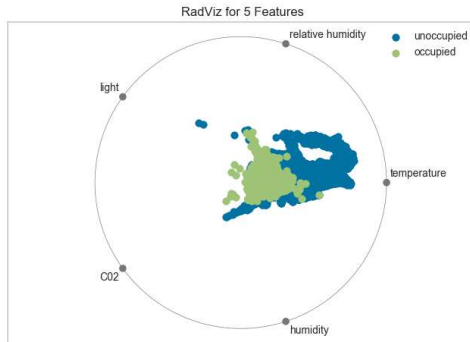 RadViz for 5 Features
relative humidity
unoccupied
occupied
light
temperature
C02
humidity